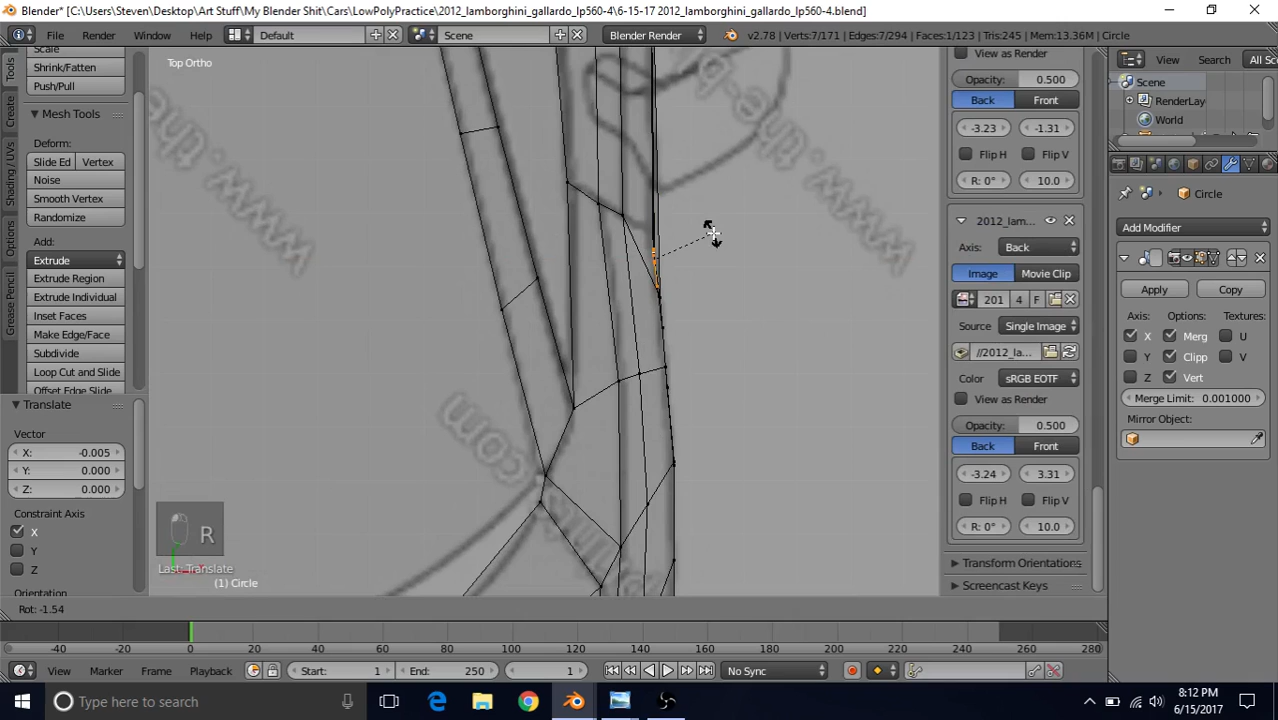 Blender* [C:\Users\Steven\Desktop\Art Stuff\My Blender Shit\Cars\LowPolyPractice\2012_lamborghini_gallardo_lp560-4\6-15-17 2012_lamborghini_gallardo_lp560-4.blend]
File Render Window Help Default Scene Blender Render v2.78 | Verts:7/171 | Edges:7/294 | Faces:1/123 | Tris:245 | Mem:13.36M | Circle
Scale
Shrink/Fatten
Push/Pull
Mesh Tools
Deform:
Slide Ed Vertex
Noise
Smooth Vertex
Randomize
Add:
Extrude
Extrude Region
Extrude Individual
Inset Faces
Make Edge/Face
Subdivide
Loop Cut and Slide
Offset Edge Slide
Translate
Vector
X: -0.005
Y: 0.000
Z: 0.000
Constraint Axis
X
Y
Z
Orientation
Tools
Create
Shading / UVs
Options
Grease Pencil
Top Ortho
www.the
R
Last: Translate
(1) Circle
Rot: -1.54
View as Render
Opacity: 0.500
Back Front
-3.23 -1.31
Flip H Flip V
R: 0° 10.0
2012_lam...
Axis: Back
Image Movie Clip
201 4 F
Source Single Image
//2012_la...
Color sRGB EOTF
View as Render
Opacity: 0.500
Back Front
-3.24 3.31
Flip H Flip V
R: 0° 10.0
Transform Orientations
Screencast Keys
View Search All Sc
Scene
RenderLay
World
Circle
Add Modifier
Apply Copy
Axis: Options: Textures:
X Merg U
Y Clipp V
Z Vert
Merge Limit: 0.001000
Mirror Object:
-40 -20 0 20 40 60 80 100 120 140 160 180 200 220 240 260 280
View Marker Frame Playback Start: 1 End: 250 1 No Sync
Type here to search
8:12 PM
6/15/2017